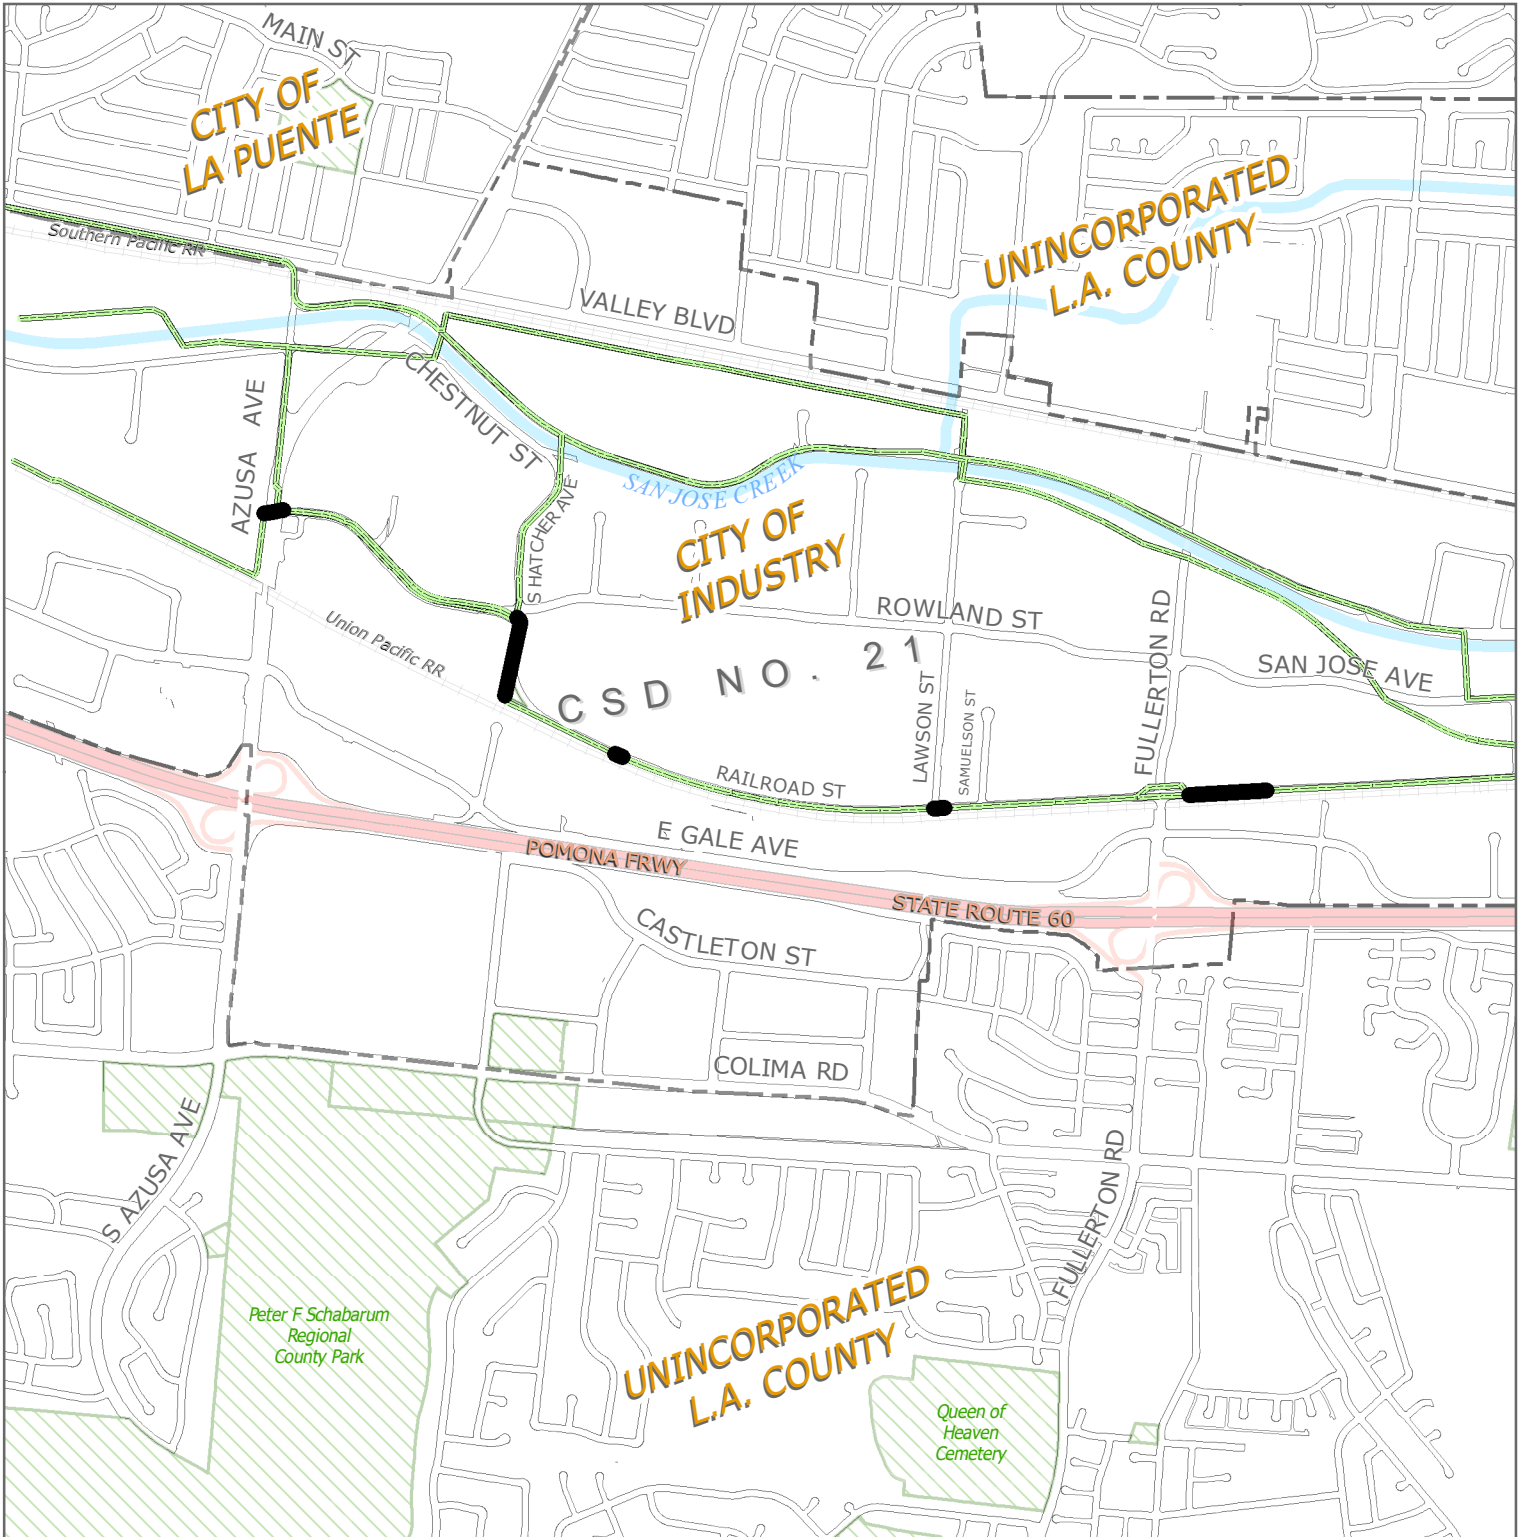 MAIN ST
CITY OF
LA PUENTE
Southern Pacific RR
UNINCORPORATED
L.A. COUNTY
VALLEY BLVD
CHESTNUT ST
AZUSA AVE
SAN JOSE CREEK
S HATCHER AVE
CITY OF
INDUSTRY
ROWLAND ST
Union Pacific RR
CSD NO. 21
SAN JOSE AVE
FULLERTON RD
LAWSON ST
SAMUELSON ST
RAILROAD ST
E GALE AVE
POMONA FRWY
STATE ROUTE 60
CASTLETON ST
COLIMA RD
S AZUSA AVE
FULLERTON RD
Peter F Schabarum
Regional
County Park
UNINCORPORATED
L.A. COUNTY
Queen of
Heaven
Cemetery